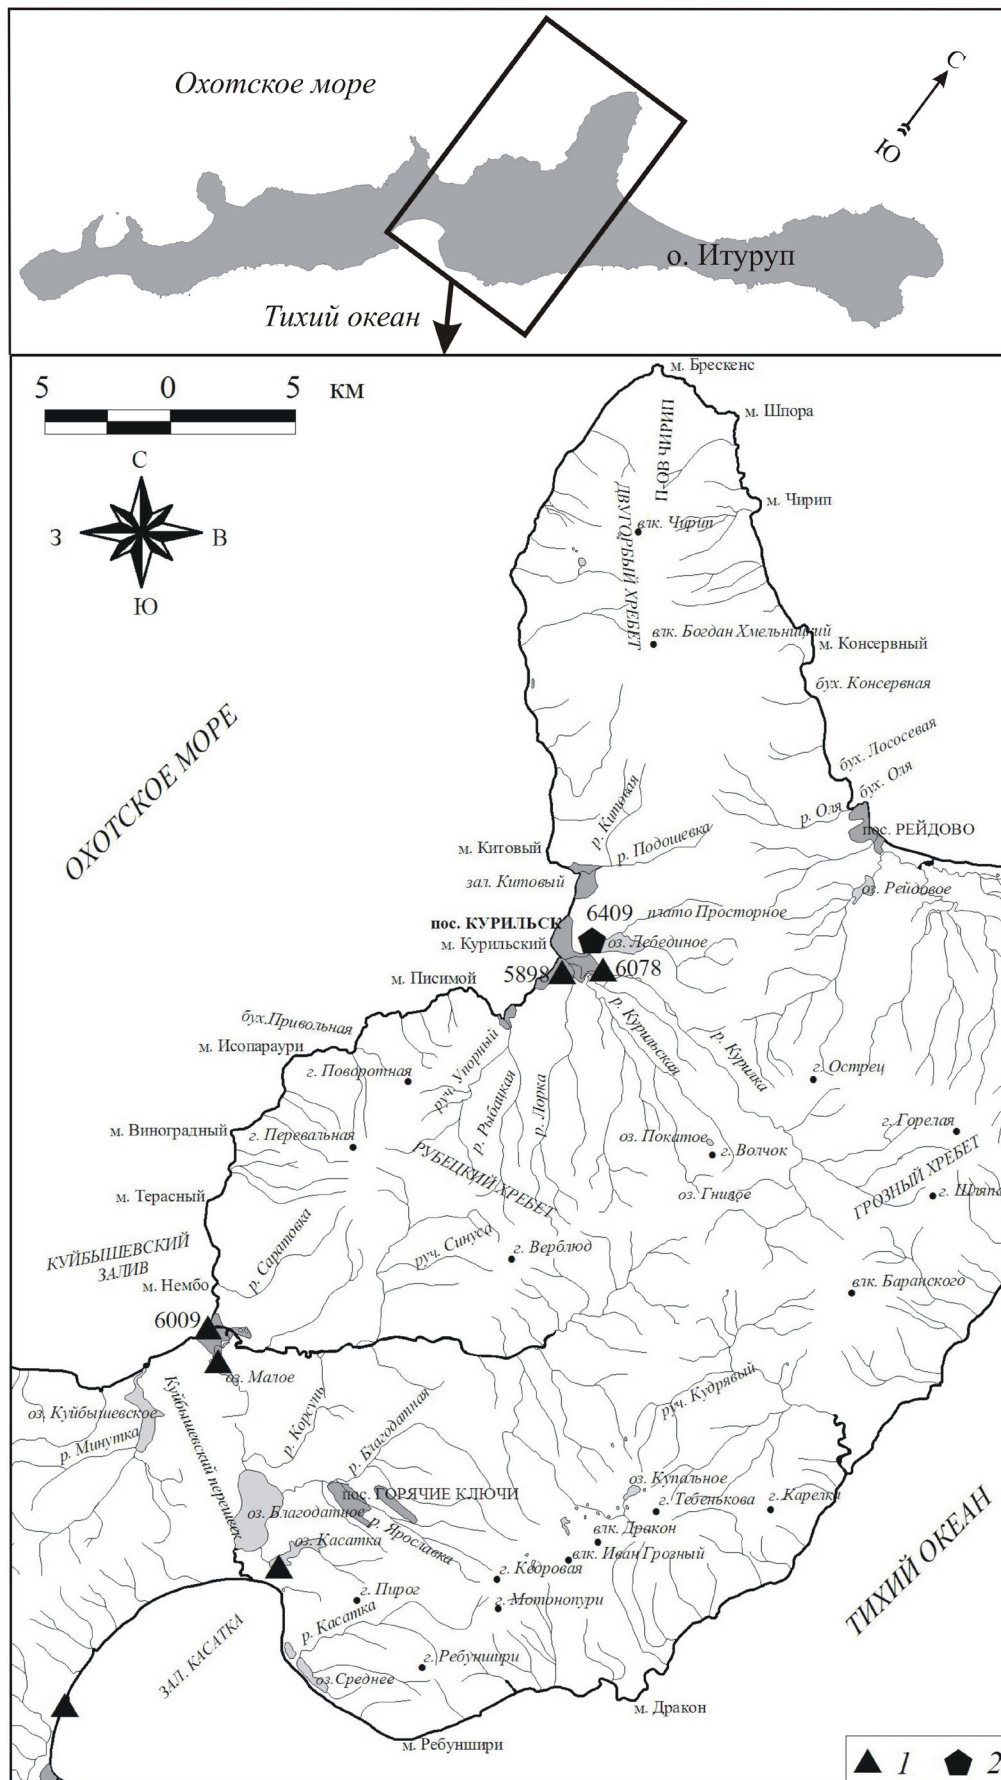 Охотское море
С
Ю
о. Итуруп
Тихий океан
5 0 5 км
С
З В
Ю
м. Брескенс
м. Шпора
П-ОВ ЧИРИП
м. Чирип
ДВУГОРБЫЙ ХРЕБЕТ
влк. Чирип
влк. Богдан Хмельницкий
м. Консервный
бух. Консервная
ОХОТСКОЕ МОРЕ
бух. Лососевая
бух. Оля
р. Оля
р. Китовая
пос. РЕЙДОВО
м. Китовый
р. Подошевка
зал. Китовый
оз. Рейдовое
6409
плато Просторное
пос. КУРИЛЬСК
м. Курильский
оз. Лебединое
5898
6078
м. Писимой
бух.Привольная
р. Курильская
р. Курилка
м. Исопараури
г. Поворотная
руч. Упорный
р. Рыбацкая
р. Лорка
г. Острец
м. Виноградный
г. Перевальная
г. Горелая
оз. Покатое
г. Волчок
РУБЕЦКИЙ ХРЕБЕТ
ГРОЗНЫЙ ХРЕБЕТ
м. Терасный
оз. Гнилое
г. Шляпа
КУЙБЫШЕВСКИЙ
ЗАЛИВ
р. Саратовка
руч. Синуса
г. Верблюд
м. Нембо
влк. Баранского
6009
оз. Малое
руч. Кудрявый
оз. Куйбышевское
р. Минутка
Куйбышевский перешеек
р. Корсунь
р. Благодатная
оз. Купальное
пос. ГОРЯЧИЕ КЛЮЧИ
г. Тебенькова
г. Карелка
оз. Благодатное
р. Ярославка
влк. Дракон
оз. Касатка
влк. Иван Грозный
г. Кедровая
г. Пирог
г. Мотонопури
р. Касатка
ТИХИЙ ОКЕАН
ЗАЛ. КАСАТКА
г. Ребуншири
оз.Среднее
м. Дракон
м. Ребуншири
1 2